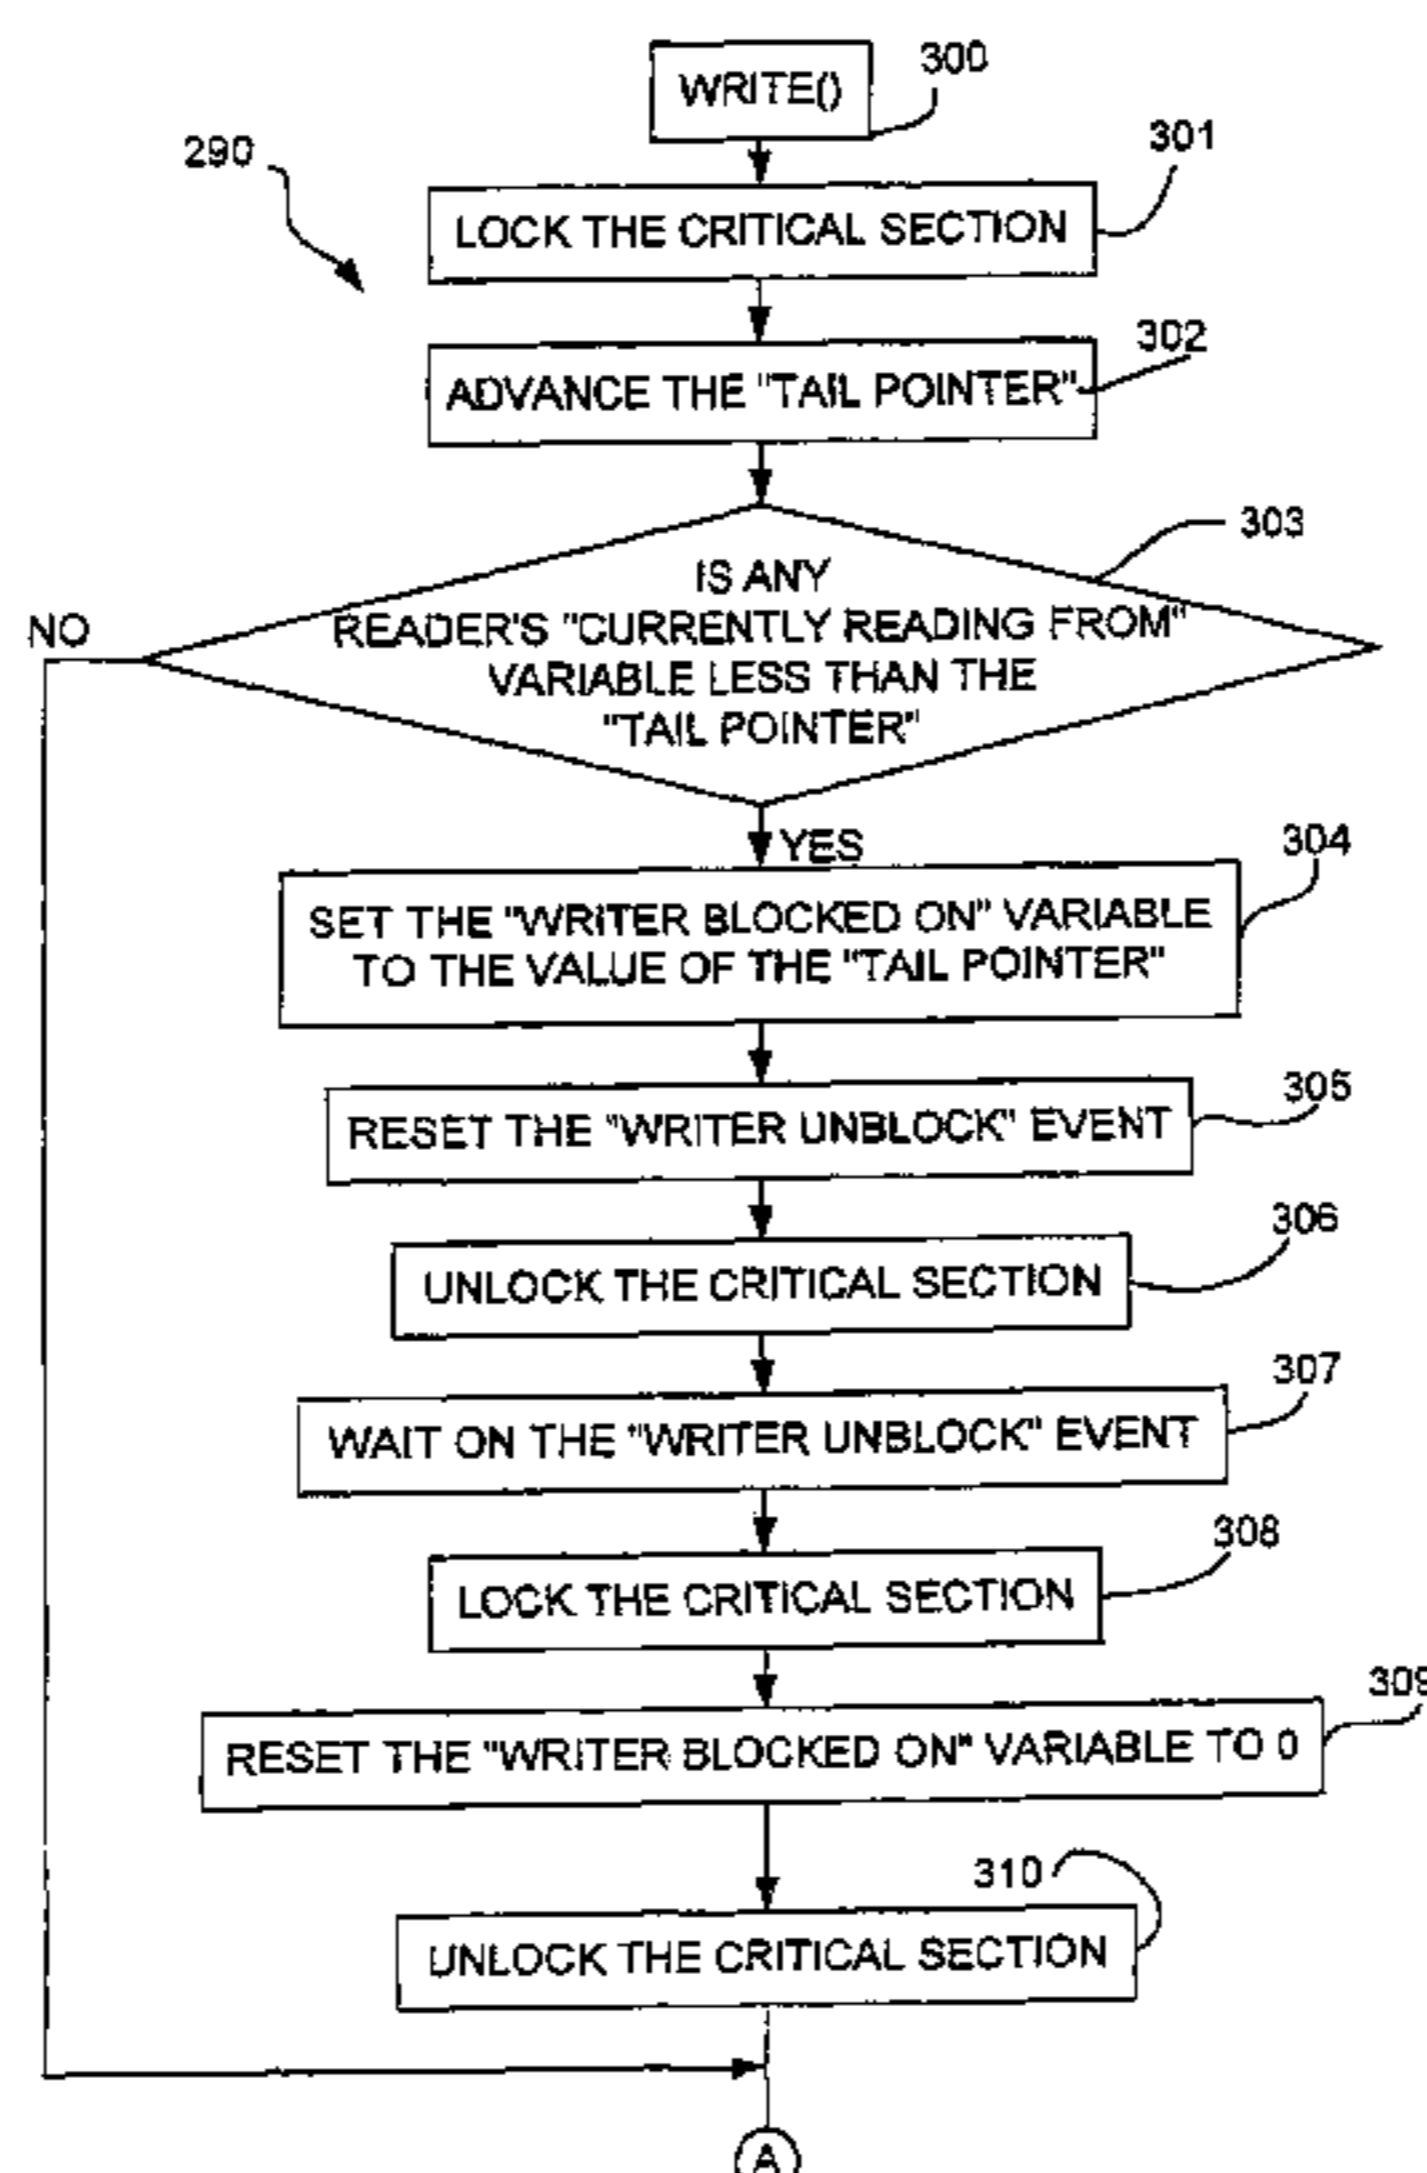 WRITE()
300
290
301
LOCK THE CRITICAL SECTION
302
ADVANCE THE "TAIL POINTER"
303
IS ANY
READER'S "CURRENTLY READING FROM"
VARIABLE LESS THAN THE
"TAIL POINTER"
NO
YES
304
SET THE "WRITER BLOCKED ON" VARIABLE
TO THE VALUE OF THE "TAIL POINTER"
305
RESET THE "WRITER UNBLOCK" EVENT
306
UNLOCK THE CRITICAL SECTION
307
WAIT ON THE "WRITER UNBLOCK" EVENT
308
LOCK THE CRITICAL SECTION
309
RESET THE "WRITER BLOCKED ON" VARIABLE TO 0
310
UNLOCK THE CRITICAL SECTION
A